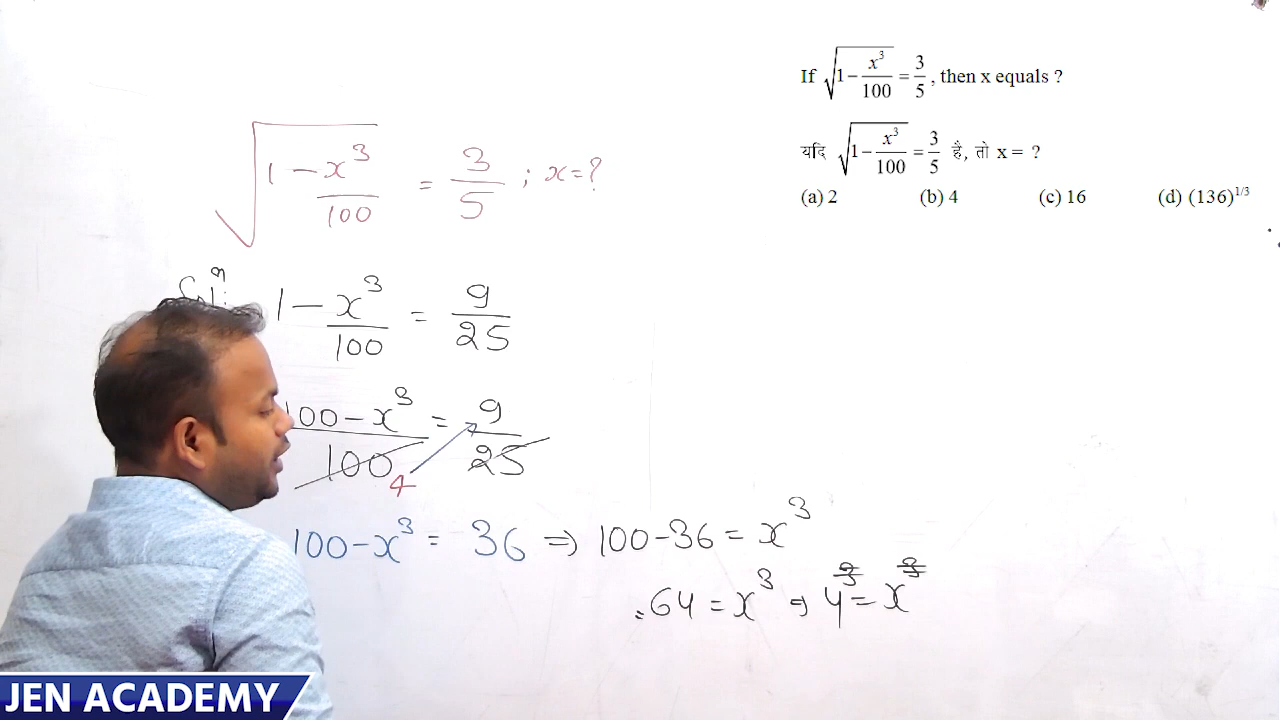 If √(1 − x³/100) = 3/5, then x equals ?
यदि √(1 − x³/100) = 3/5 है, तो x = ?
(a) 2 (b) 4 (c) 16 (d) (136)^1/3
√(1 − x³/100) = 3/5 ; x = ?
Solⁿ:
1 − x³/100 = 9/25
100 − x³/100 = 9/25
4
100 − x³ = 36 ⇒ 100 − 36 = x³
64 = x³ ⇒ 4³ = x³
JEN ACADEMY